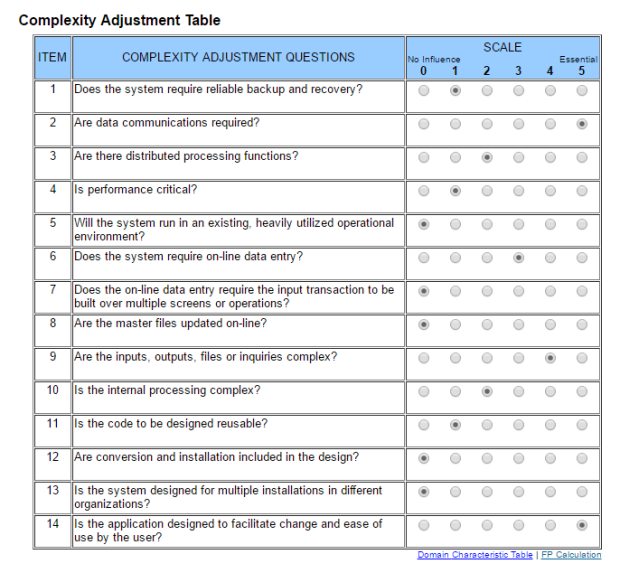 Complexity Adjustment Table
ITEM
COMPLEXITY ADJUSTMENT QUESTIONS
SCALE
No Influence
Essential
0 1 2 3 4 5
1 Does the system require reliable backup and recovery?
2 Are data communications required?
3 Are there distributed processing functions?
4 Is performance critical?
5 Will the system run in an existing, heavily utilized operational
environment?
6 Does the system require on-line data entry?
7 Does the on-line data entry require the input transaction to be
built over multiple screens or operations?
8 Are the master files updated on-line?
9 Are the inputs, outputs, files or inquiries complex?
10 Is the internal processing complex?
11 Is the code to be designed reusable?
12 Are conversion and installation included in the design?
13 Is the system designed for multiple installations in different
organizations?
14 Is the application designed to facilitate change and ease of
use by the user?
Domain Characteristic Table | FP Calculation